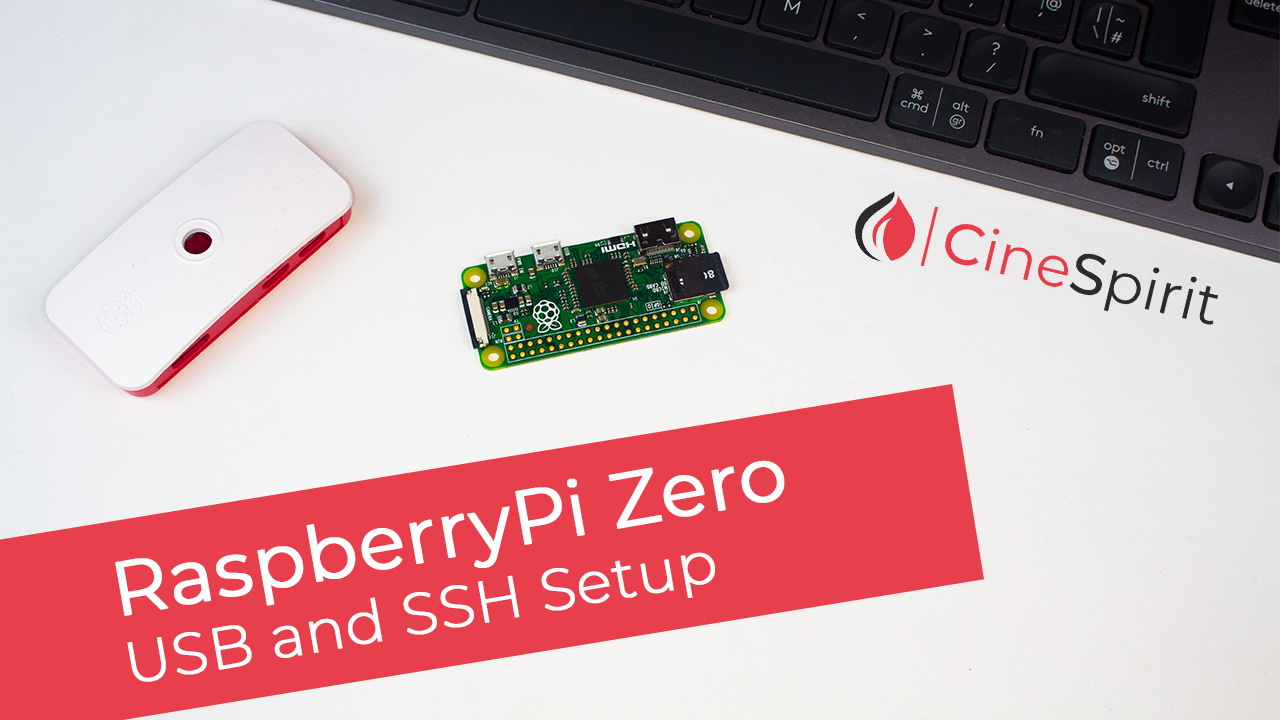 M
<
,
>
.
?
/
|
\
~
#
@
delete
shift
⌘
cmd
alt
gr
fn
opt
⌥
ctrl
◄
CineSpirit
HDMI
RaspberryPi Zero
USB and SSH Setup